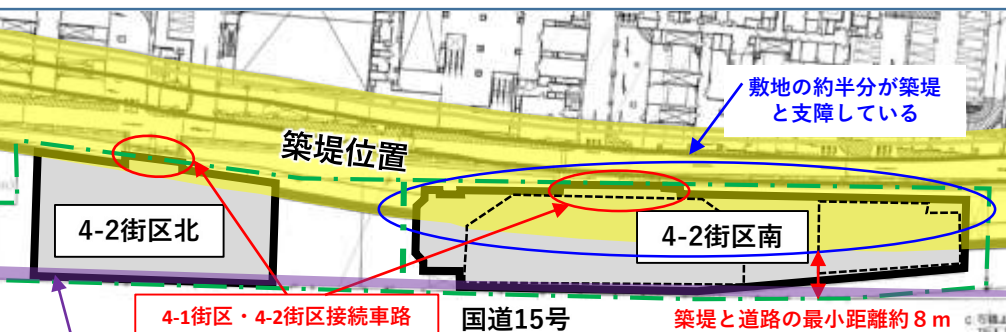 敷地の約半分が築堤
と支障している
築堤位置
4-2街区北
4-2街区南
4-1街区・4-2街区接続車路
国道15号
築堤と道路の最小距離約8m